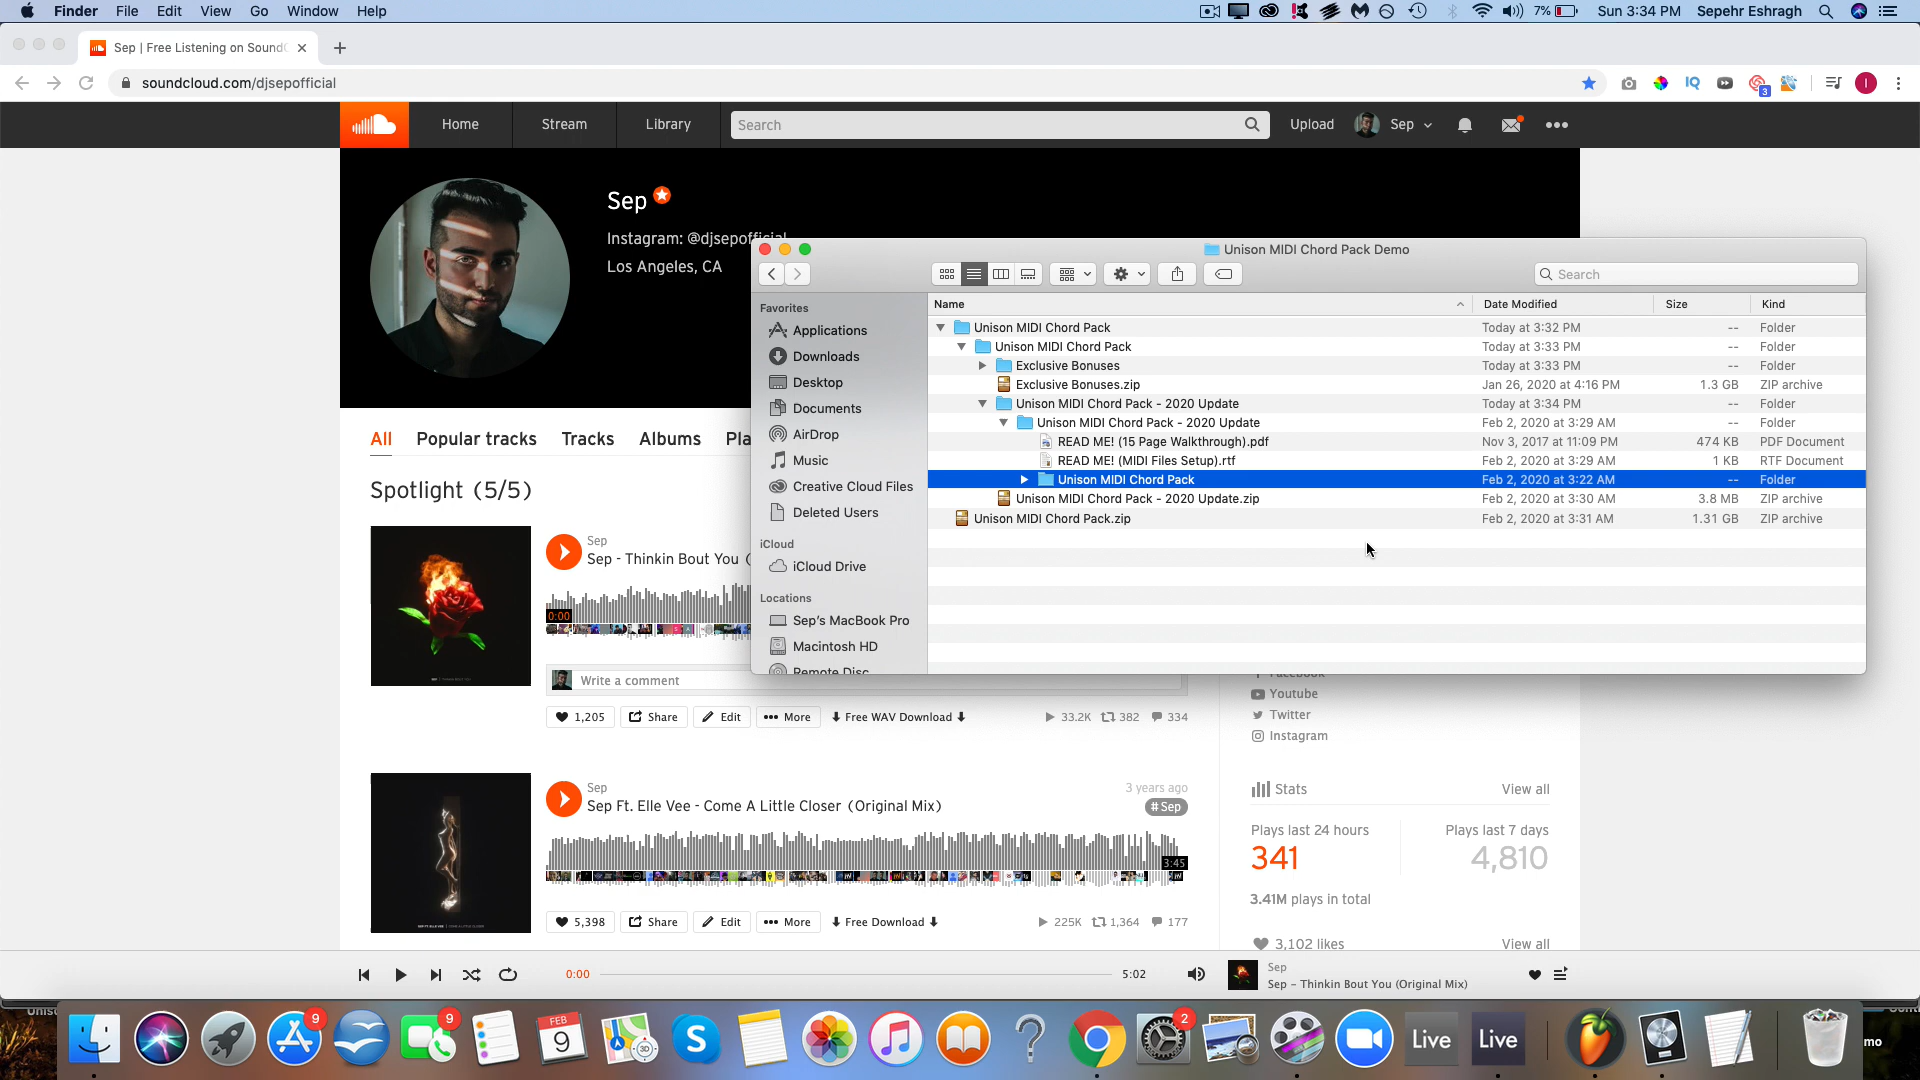 Finder File Edit View Go Window Help
7% Sun 3:34 PM Sepehr Eshragh
Sep | Free Listening on Sound
soundcloud.com/djsepofficial
IQ
3
I
Home Stream Library Search Upload Sep
Sep
Instagram: @djsepofficial
Los Angeles, CA
Unison MIDI Chord Pack Demo
Search
Favorites
Applications
Downloads
Desktop
Documents
AirDrop
Music
Creative Cloud Files
Deleted Users
iCloud
iCloud Drive
Locations
Sep's MacBook Pro
Macintosh HD
Remote Disc
Name Date Modified Size Kind
Unison MIDI Chord Pack Today at 3:32 PM -- Folder
Unison MIDI Chord Pack Today at 3:33 PM -- Folder
Exclusive Bonuses Today at 3:33 PM -- Folder
Exclusive Bonuses.zip Jan 26, 2020 at 4:16 PM 1.3 GB ZIP archive
Unison MIDI Chord Pack - 2020 Update Today at 3:34 PM -- Folder
Unison MIDI Chord Pack - 2020 Update Feb 2, 2020 at 3:29 AM -- Folder
READ ME! (15 Page Walkthrough).pdf Nov 3, 2017 at 11:09 PM 474 KB PDF Document
READ ME! (MIDI Files Setup).rtf Feb 2, 2020 at 3:29 AM 1 KB RTF Document
Unison MIDI Chord Pack Feb 2, 2020 at 3:22 AM -- Folder
Unison MIDI Chord Pack - 2020 Update.zip Feb 2, 2020 at 3:30 AM 3.8 MB ZIP archive
Unison MIDI Chord Pack.zip Feb 2, 2020 at 3:31 AM 1.31 GB ZIP archive
All Popular tracks Tracks Albums Pla
Spotlight (5/5)
Sep
Sep - Thinkin Bout You (
0:00
Write a comment
1,205 Share Edit More Free WAV Download 33.2K 382 334
Facebook
Youtube
Twitter
Instagram
Sep 3 years ago
Sep Ft. Elle Vee - Come A Little Closer (Original Mix) # Sep
3:45
5,398 Share Edit More Free Download 225K 1,364 177
Stats View all
Plays last 24 hours Plays last 7 days
341 4,810
3.41M plays in total
3,102 likes View all
0:00 5:02
Sep
Sep – Thinkin Bout You (Original Mix)
9 9 FEB 9 3D 2 Live Live
mo